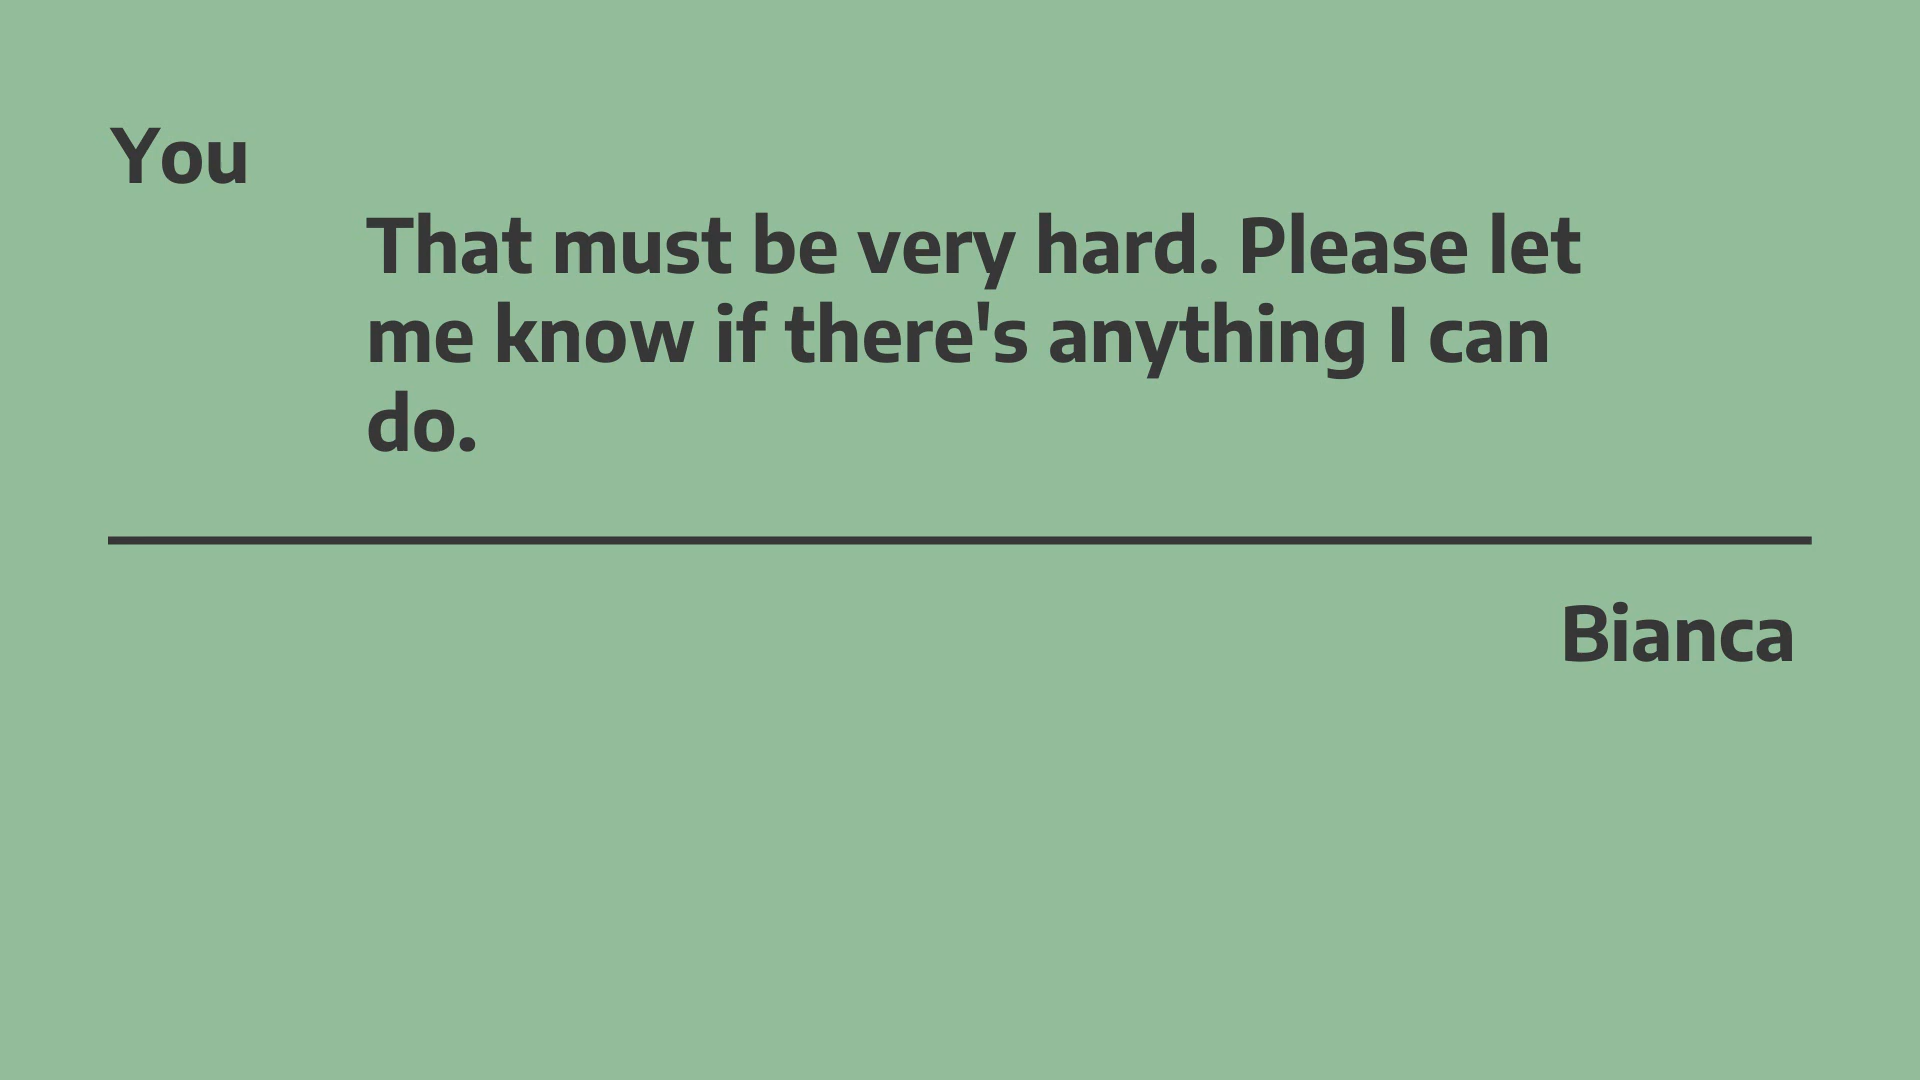 You
That must be very hard. Please let
me know if there's anything I can
do.
Bianca